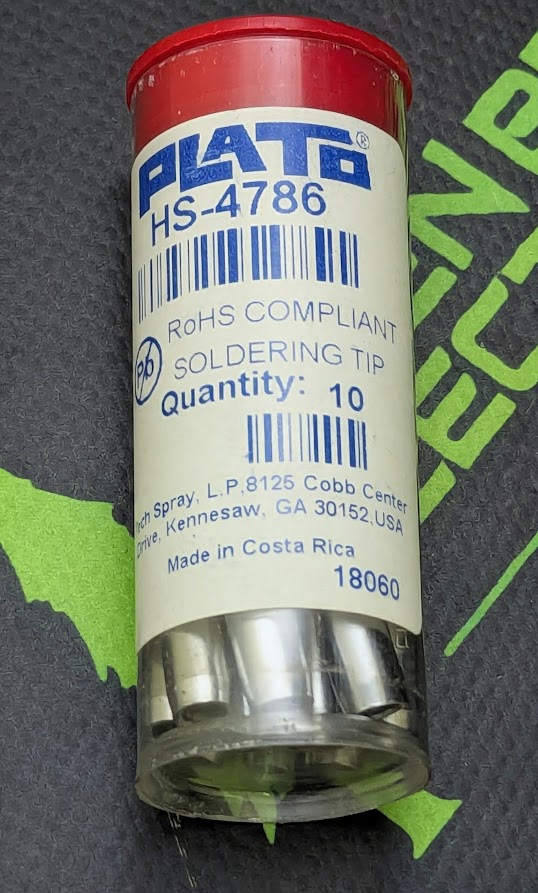 PLATO®
HS-4786
RoHS COMPLIANT
Pb
SOLDERING TIP
Quantity: 10
Spray, L.P,8125 Cobb Center
Drive, Kennesaw, GA 30152,USA
Made in Costa Rica
18060